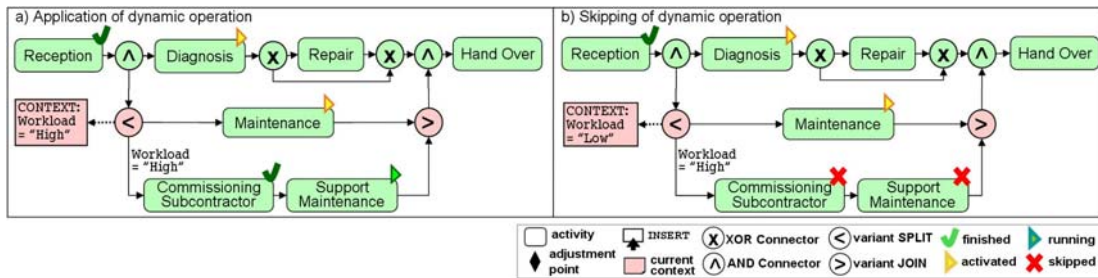 a) Application of dynamic operation
Reception
Λ
Diagnosis
X
Repair
X
Λ
Hand Over
CONTEXT:
Workload
= "High"
<
Maintenance
>
Workload
= "High"
Commissioning
Subcontractor
Support
Maintenance
b) Skipping of dynamic operation
Reception
Λ
Diagnosis
X
Repair
X
Λ
Hand Over
CONTEXT:
Workload
= "Low"
<
Maintenance
>
Workload
= "High"
Commissioning
Subcontractor
Support
Maintenance
activity
INSERT
X XOR Connector
< variant SPLIT
finished
running
adjustment
point
current
context
Λ AND Connector
> variant JOIN
activated
skipped